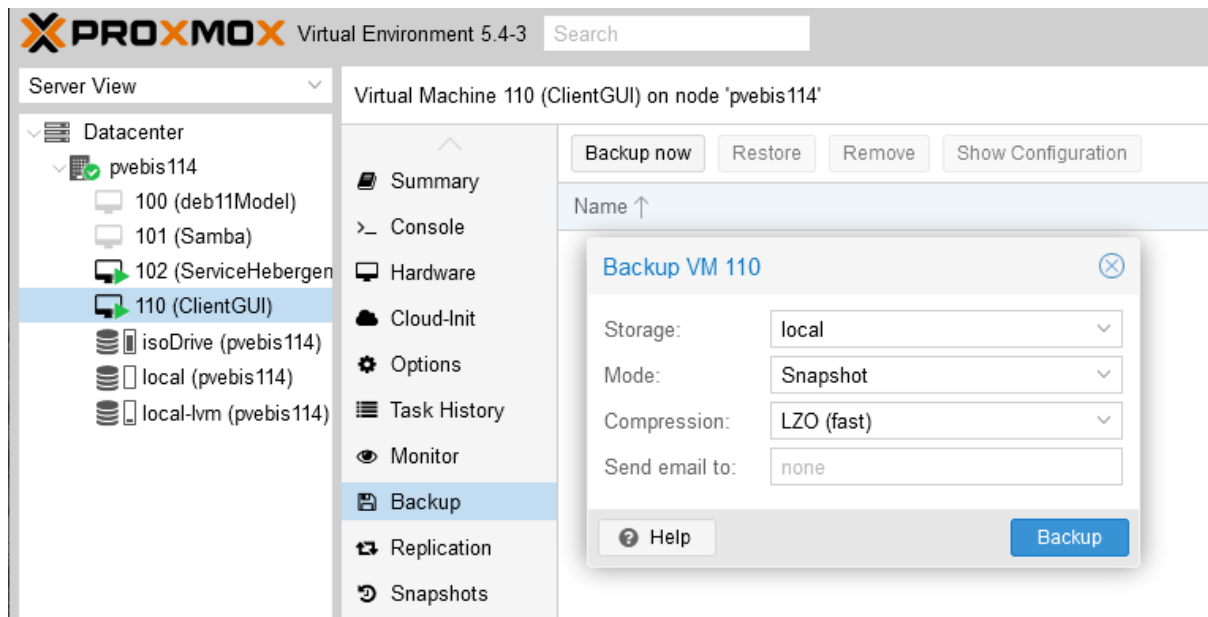 PROXMOX Virtual Environment 5.4-3 Search
Server View
Virtual Machine 110 (ClientGUI) on node 'pvebis114'
Datacenter
pvebis114
100 (deb11Model)
101 (Samba)
102 (ServiceHebergen
110 (ClientGUI)
isoDrive (pvebis114)
local (pvebis114)
local-lvm (pvebis114)
Summary
Console
Hardware
Cloud-Init
Options
Task History
Monitor
Backup
Replication
Snapshots
Backup now Restore Remove Show Configuration
Name ↑
Backup VM 110
Storage: local
Mode: Snapshot
Compression: LZO (fast)
Send email to: none
Help Backup